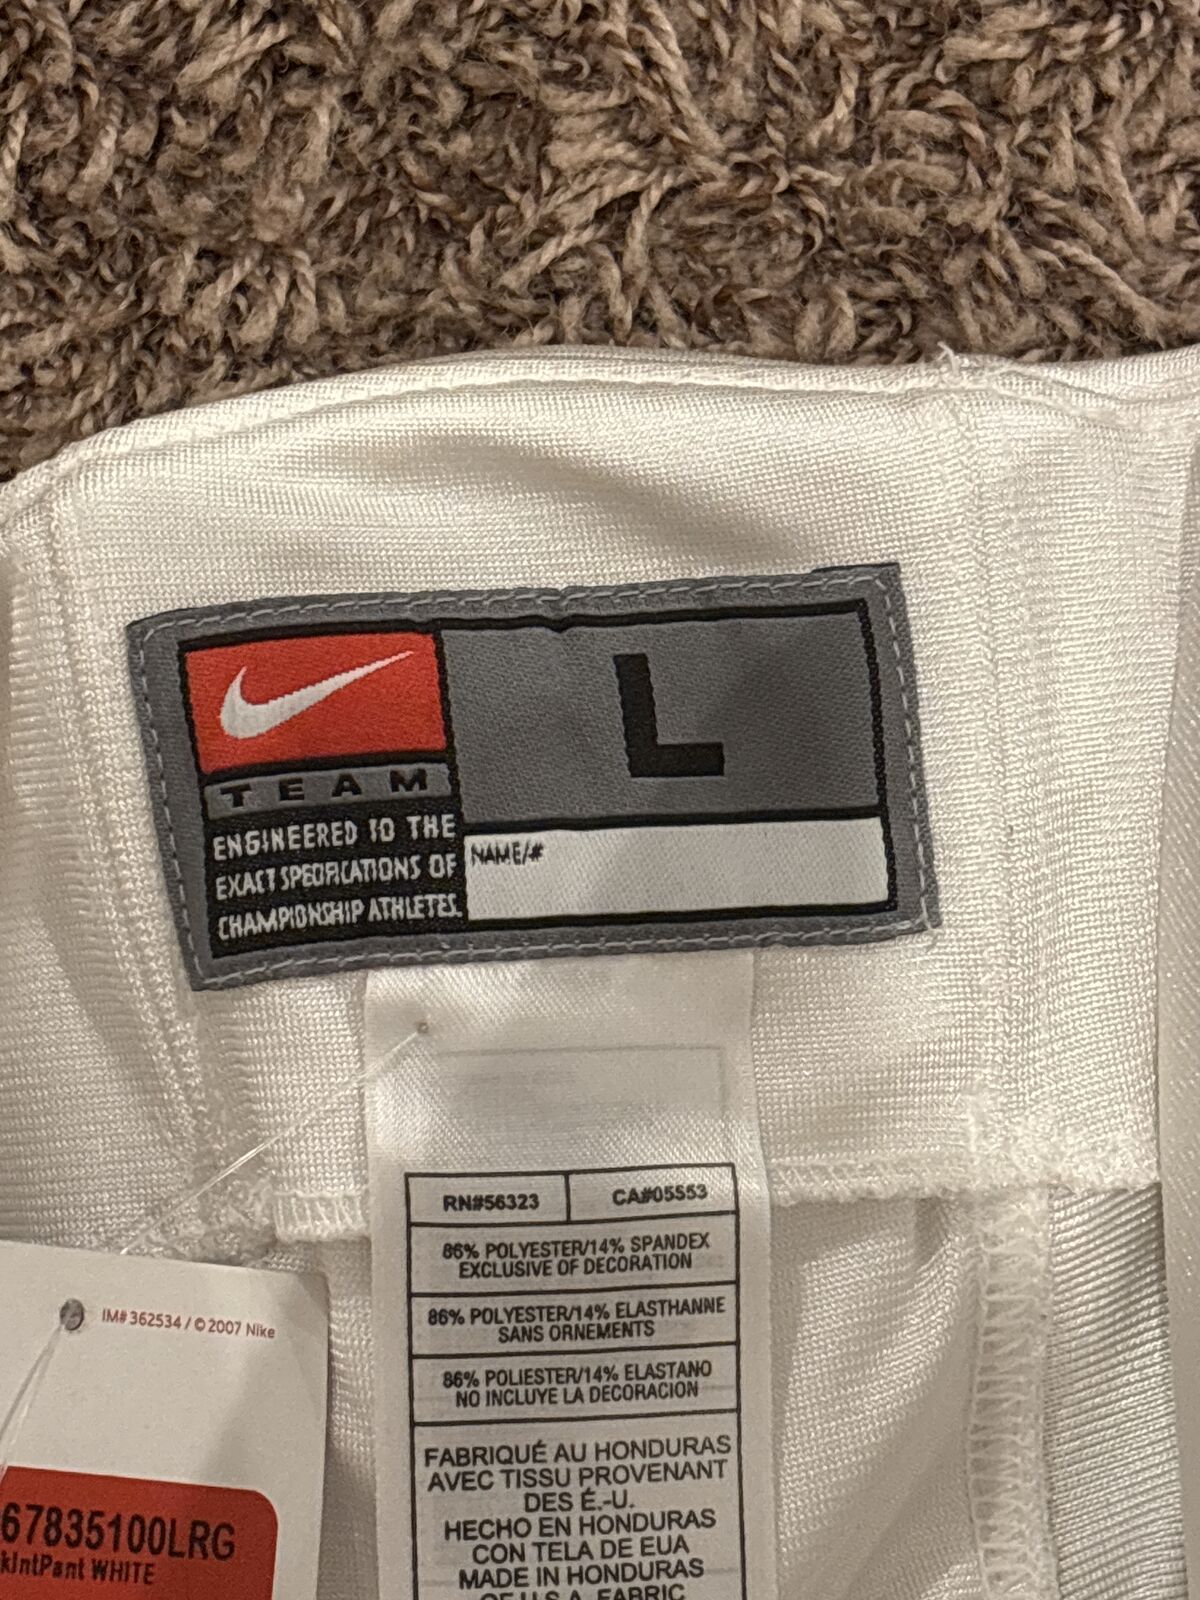 L
TEAM
ENGINEERED TO THE
EXACT SPECIFICATIONS OF
CHAMPIONSHIP ATHLETES.
NAME/#
RN#56323
CA#05553
86% POLYESTER/14% SPANDEX
EXCLUSIVE OF DECORATION
86% POLYESTER/14% ELASTHANNE
SANS ORNEMENTS
86% POLIESTER/14% ELASTANO
NO INCLUYE LA DECORACION
FABRIQUÉ AU HONDURAS
AVEC TISSU PROVENANT
DES É.-U.
HECHO EN HONDURAS
CON TELA DE EUA
MADE IN HONDURAS
OF U.S.A. FABRIC
IM# 362534 / © 2007 Nike
67835100LRG
kIntPant WHITE